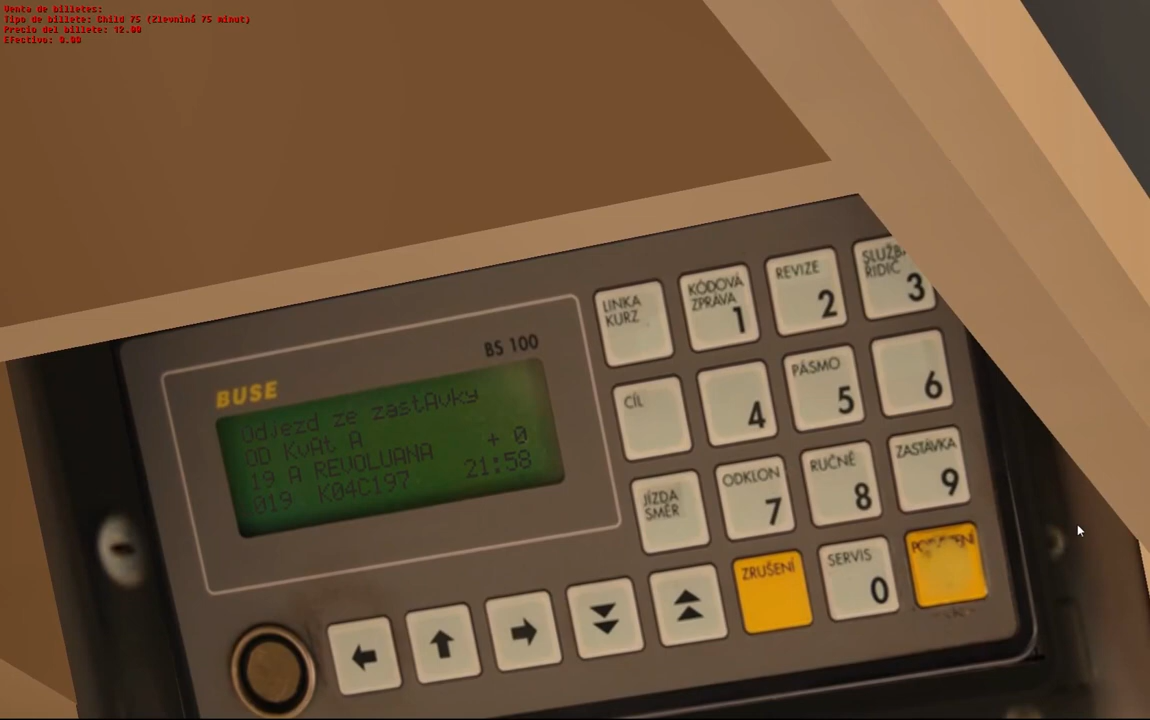 Venta de billetes:
Tipo de billete: Child 75 (Zlevniná 75 minut)
Precio del billete: 12.00
Efectivo: 0.00
BS 100
BUSE
OdJezd ze zastAvky
OD KvAt A + 0
19 A REVOLUANA
019 K04C197 21:58
LINKA
KURZ
KÓDOVÁ
ZPRÁVA
1
REVIZE
2
SLUŽB.
ŘIDIČ
3
CÍL
4
PÁSMO
5
6
JÍZDA
SMĚR
ODKLON
7
RUČNĚ
8
ZASTÁVKA
9
ZRUŠENÍ
SERVIS
0